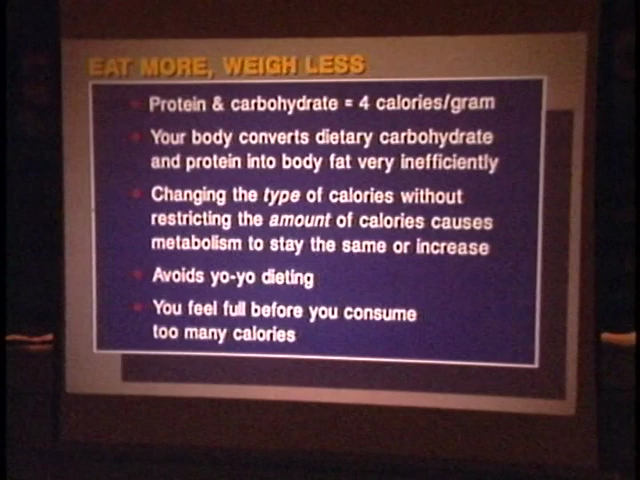 EAT MORE, WEIGH LESS
Protein & carbohydrate = 4 calories/gram
Your body converts dietary carbohydrate
and protein into body fat very inefficiently
Changing the type of calories without
restricting the amount of calories causes
metabolism to stay the same or increase
Avoids yo-yo dieting
You feel full before you consume
too many calories